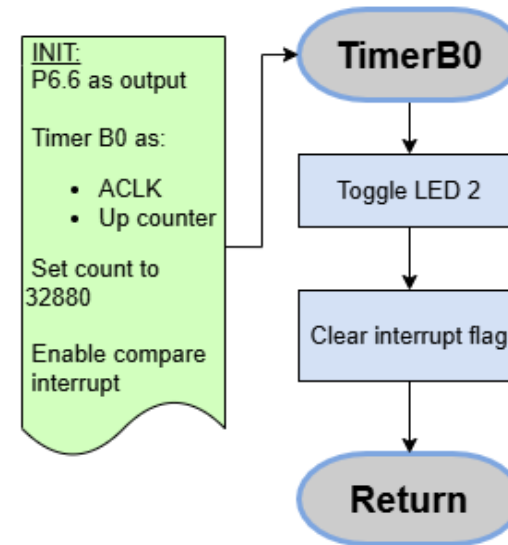 INIT:
P6.6 as output
Timer B0 as:
• ACLK
• Up counter
Set count to
32880
Enable compare
interrupt
TimerB0
Toggle LED 2
Clear interrupt flag
Return